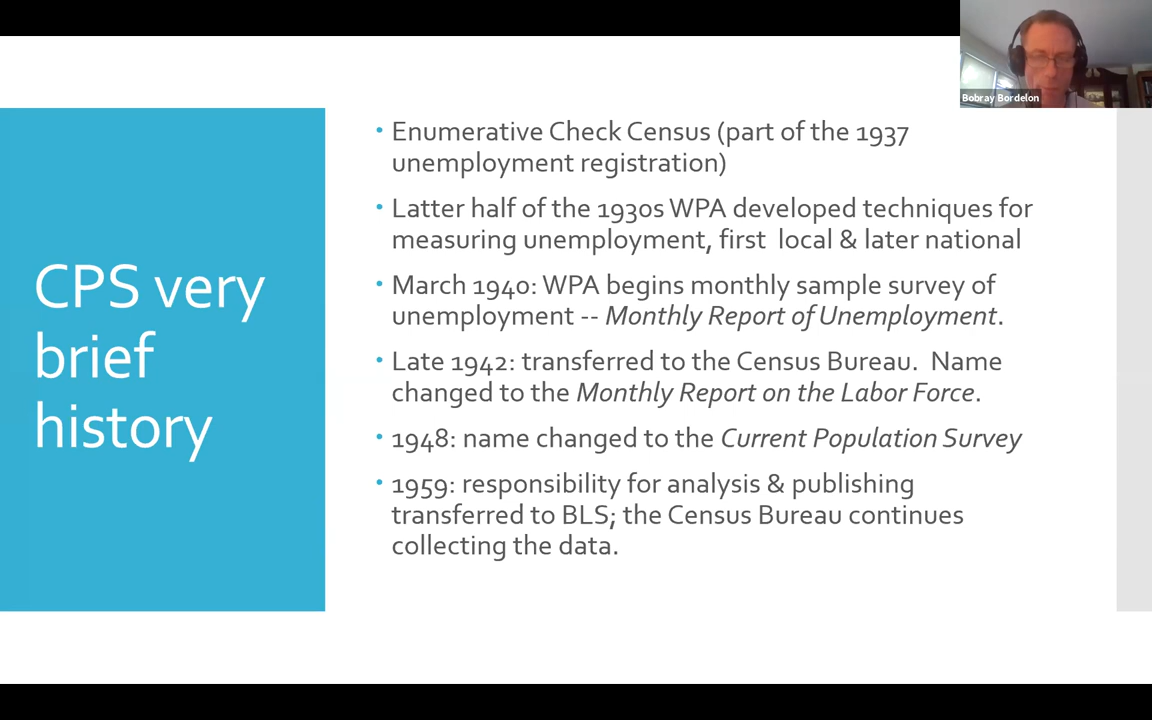 Bobray Bordelon
CPS very
brief
history
• Enumerative Check Census (part of the 1937
unemployment registration)
• Latter half of the 1930s WPA developed techniques for
measuring unemployment, first  local & later national
• March 1940: WPA begins monthly sample survey of
unemployment -- Monthly Report of Unemployment.
• Late 1942: transferred to the Census Bureau.  Name
changed to the Monthly Report on the Labor Force.
• 1948: name changed to the Current Population Survey
• 1959: responsibility for analysis & publishing
transferred to BLS; the Census Bureau continues
collecting the data.